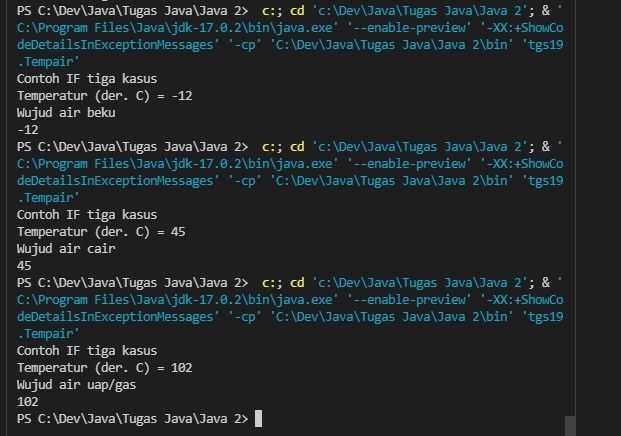 PS C:\Dev\Java\Tugas Java\Java 2>  c:; cd 'c:\Dev\Java\Tugas Java\Java 2'; & '
C:\Program Files\Java\jdk-17.0.2\bin\java.exe' '--enable-preview' '-XX:+ShowCo
deDetailsInExceptionMessages' '-cp' 'C:\Dev\Java\Tugas Java\Java 2\bin' 'tgs19
.Tempair'
Contoh IF tiga kasus
Temperatur (der. C) = -12
Wujud air beku
-12
PS C:\Dev\Java\Tugas Java\Java 2>  c:; cd 'c:\Dev\Java\Tugas Java\Java 2'; & '
C:\Program Files\Java\jdk-17.0.2\bin\java.exe' '--enable-preview' '-XX:+ShowCo
deDetailsInExceptionMessages' '-cp' 'C:\Dev\Java\Tugas Java\Java 2\bin' 'tgs19
.Tempair'
Contoh IF tiga kasus
Temperatur (der. C) = 45
Wujud air cair
45
PS C:\Dev\Java\Tugas Java\Java 2>  c:; cd 'c:\Dev\Java\Tugas Java\Java 2'; & '
C:\Program Files\Java\jdk-17.0.2\bin\java.exe' '--enable-preview' '-XX:+ShowCo
deDetailsInExceptionMessages' '-cp' 'C:\Dev\Java\Tugas Java\Java 2\bin' 'tgs19
.Tempair'
Contoh IF tiga kasus
Temperatur (der. C) = 102
Wujud air uap/gas
102
PS C:\Dev\Java\Tugas Java\Java 2>